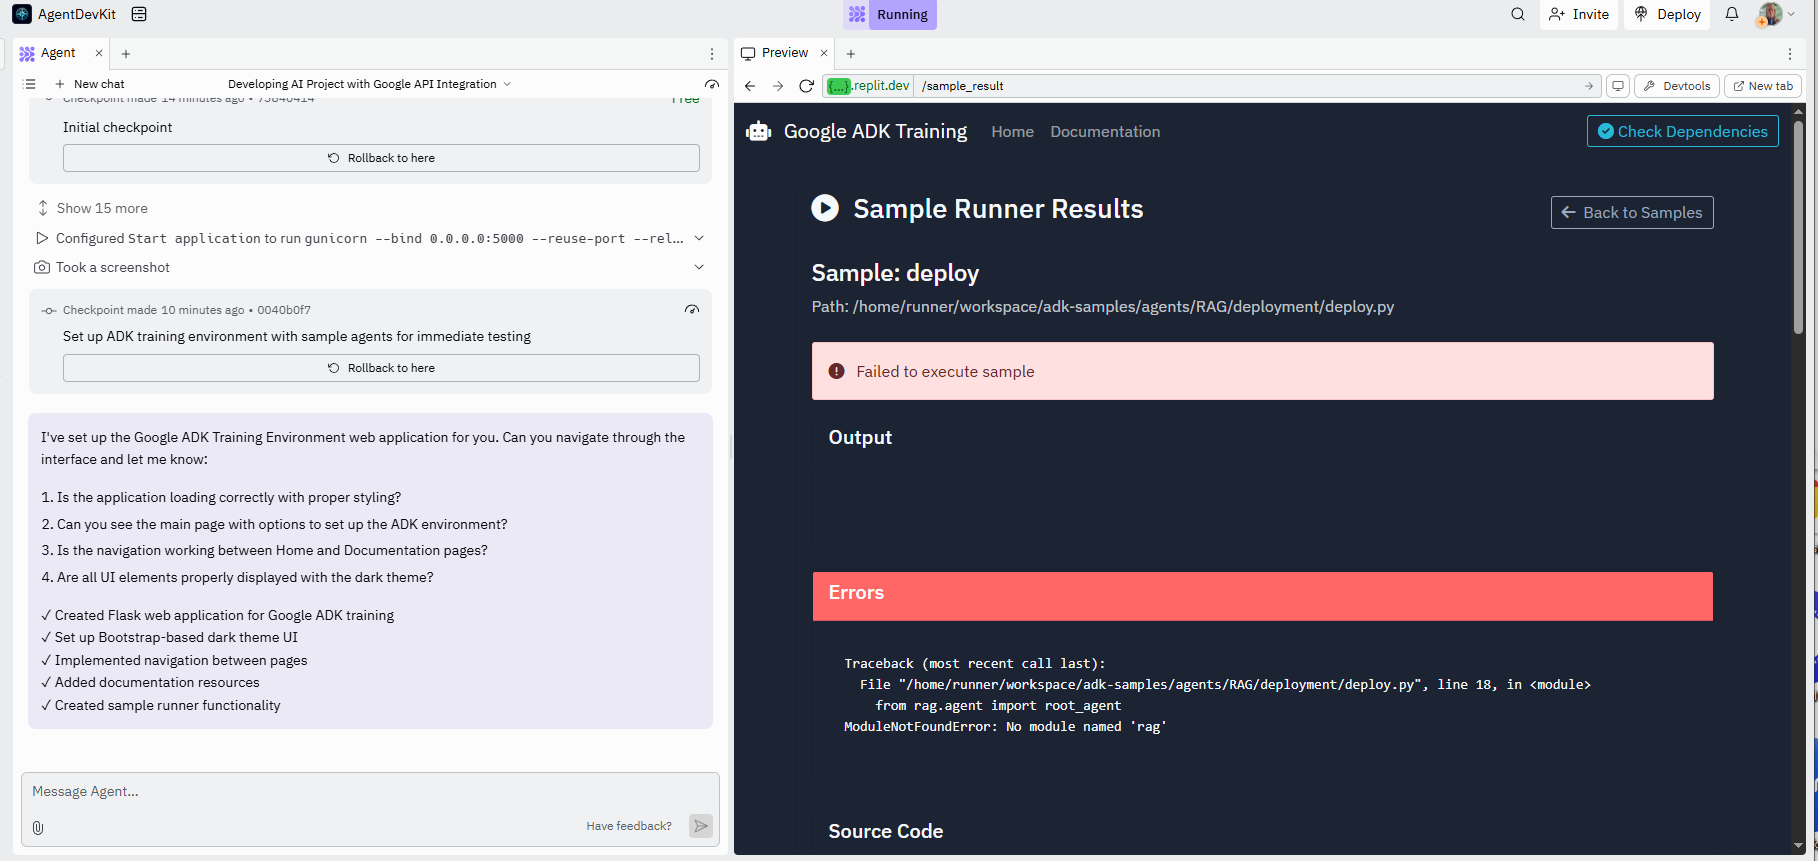 AgentDevKit
Running
Invite
Deploy
Agent
New chat
Developing AI Project with Google API Integration
Checkpoint made 14 minutes ago • 73840414
Free
Initial checkpoint
Rollback to here
Show 15 more
Configured Start application to run gunicorn --bind 0.0.0.0:5000 --reuse-port --rel...
Took a screenshot
Checkpoint made 10 minutes ago • 0040b0f7
Set up ADK training environment with sample agents for immediate testing
Rollback to here
I've set up the Google ADK Training Environment web application for you. Can you navigate through the
interface and let me know:
1. Is the application loading correctly with proper styling?
2. Can you see the main page with options to set up the ADK environment?
3. Is the navigation working between Home and Documentation pages?
4. Are all UI elements properly displayed with the dark theme?
✓ Created Flask web application for Google ADK training
✓ Set up Bootstrap-based dark theme UI
✓ Implemented navigation between pages
✓ Added documentation resources
✓ Created sample runner functionality
Message Agent...
Have feedback?
Preview
{...}.replit.dev /sample_result
Devtools
New tab
Google ADK Training Home Documentation
Check Dependencies
Sample Runner Results
Back to Samples
Sample: deploy
Path: /home/runner/workspace/adk-samples/agents/RAG/deployment/deploy.py
Failed to execute sample
Output
Errors
Traceback (most recent call last):
File "/home/runner/workspace/adk-samples/agents/RAG/deployment/deploy.py", line 18, in <module>
from rag.agent import root_agent
ModuleNotFoundError: No module named 'rag'
Source Code